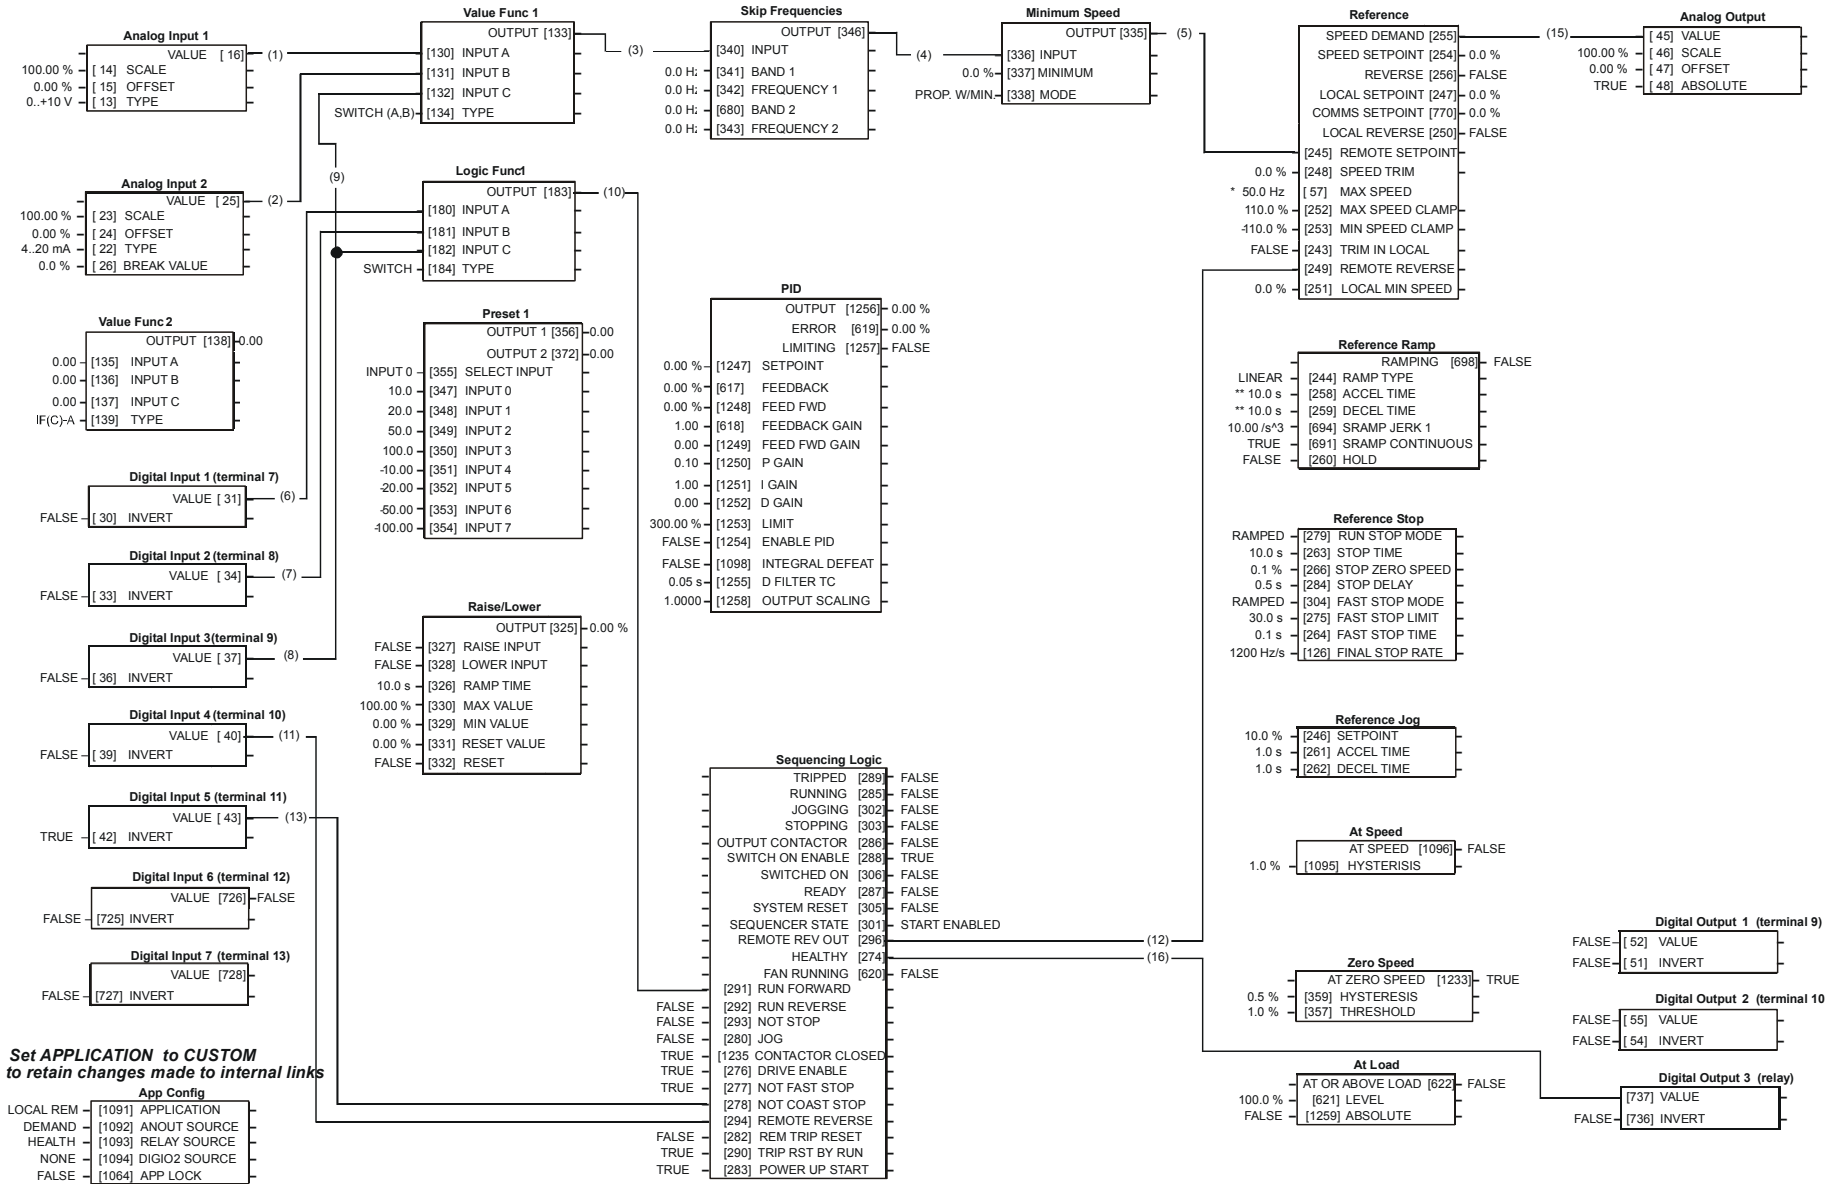 Analog Input 1
VALUE [ 16] (1)
100.00 % [ 14] SCALE
0.00 % [ 15] OFFSET
0..+10 V [ 13] TYPE
Analog Input 2
VALUE [ 25] (2)
100.00 % [ 23] SCALE
0.00 % [ 24] OFFSET
4..20 mA [ 22] TYPE
0.0 % [ 26] BREAK VALUE
Value Func 2
OUTPUT [138] 0.00
0.00 [135] INPUT A
0.00 [136] INPUT B
0.00 [137] INPUT C
IF(C)-A [139] TYPE
Digital Input 1 (terminal 7)
VALUE [ 31] (6)
FALSE [ 30] INVERT
Digital Input 2 (terminal 8)
VALUE [ 34] (7)
FALSE [ 33] INVERT
Digital Input 3 (terminal 9)
VALUE [ 37] (8)
FALSE [ 36] INVERT
Digital Input 4 (terminal 10)
VALUE [ 40] (11)
FALSE [ 39] INVERT
Digital Input 5 (terminal 11)
VALUE [ 43] (13)
TRUE [ 42] INVERT
Digital Input 6 (terminal 12)
VALUE [726] FALSE
FALSE [725] INVERT
Digital Input 7 (terminal 13)
VALUE [728]
FALSE [727] INVERT
Set APPLICATION to CUSTOM
to retain changes made to internal links
App Config
LOCAL REM [1091] APPLICATION
DEMAND [1092] ANOUT SOURCE
HEALTH [1093] RELAY SOURCE
NONE [1094] DIGIO2 SOURCE
FALSE [1064] APP LOCK
Value Func 1
OUTPUT [133] (3)
[130] INPUT A
[131] INPUT B
[132] INPUT C
SWITCH (A,B) [134] TYPE
(9)
Logic Func1
OUTPUT [183] (10)
[180] INPUT A
[181] INPUT B
[182] INPUT C
SWITCH [184] TYPE
Preset 1
OUTPUT 1 [356] 0.00
OUTPUT 2 [372] 0.00
INPUT 0 [355] SELECT INPUT
10.0 [347] INPUT 0
20.0 [348] INPUT 1
50.0 [349] INPUT 2
100.0 [350] INPUT 3
-10.00 [351] INPUT 4
-20.00 [352] INPUT 5
-50.00 [353] INPUT 6
-100.00 [354] INPUT 7
Raise/Lower
OUTPUT [325] 0.00 %
FALSE [327] RAISE INPUT
FALSE [328] LOWER INPUT
10.0 s [326] RAMP TIME
100.00 % [330] MAX VALUE
0.00 % [329] MIN VALUE
0.00 % [331] RESET VALUE
FALSE [332] RESET
Skip Frequencies
OUTPUT [346] (4)
[340] INPUT
0.0 Hz [341] BAND 1
0.0 Hz [342] FREQUENCY 1
0.0 Hz [680] BAND 2
0.0 Hz [343] FREQUENCY 2
PID
OUTPUT [1256] 0.00 %
ERROR [619] 0.00 %
LIMITING [1257] FALSE
0.00 % [1247] SETPOINT
0.00 % [617] FEEDBACK
0.00 % [1248] FEED FWD
1.00 [618] FEEDBACK GAIN
0.00 [1249] FEED FWD GAIN
0.10 [1250] P GAIN
1.00 [1251] I GAIN
0.00 [1252] D GAIN
300.00 % [1253] LIMIT
FALSE [1254] ENABLE PID
FALSE [1098] INTEGRAL DEFEAT
0.05 s [1255] D FILTER TC
1.0000 [1258] OUTPUT SCALING
Sequencing Logic
TRIPPED [289] FALSE
RUNNING [285] FALSE
JOGGING [302] FALSE
STOPPING [303] FALSE
OUTPUT CONTACTOR [286] FALSE
SWITCH ON ENABLE [288] TRUE
SWITCHED ON [306] FALSE
READY [287] FALSE
SYSTEM RESET [305] FALSE
SEQUENCER STATE [301] START ENABLED
REMOTE REV OUT [296] (12)
HEALTHY [274] (16)
FAN RUNNING [620] FALSE
[291] RUN FORWARD
FALSE [292] RUN REVERSE
FALSE [293] NOT STOP
FALSE [280] JOG
TRUE [1235 CONTACTOR CLOSED
TRUE [276] DRIVE ENABLE
TRUE [277] NOT FAST STOP
[278] NOT COAST STOP
[294] REMOTE REVERSE
FALSE [282] REM TRIP RESET
TRUE [290] TRIP RST BY RUN
TRUE [283] POWER UP START
Minimum Speed
OUTPUT [335] (5)
[336] INPUT
0.0 % [337] MINIMUM
PROP. W/MIN. [338] MODE
Reference
SPEED DEMAND [255] (15)
SPEED SETPOINT [254] 0.0 %
REVERSE [256] FALSE
LOCAL SETPOINT [247] 0.0 %
COMMS SETPOINT [770] 0.0 %
LOCAL REVERSE [250] FALSE
[245] REMOTE SETPOINT
0.0 % [248] SPEED TRIM
* 50.0 Hz [ 57] MAX SPEED
110.0 % [252] MAX SPEED CLAMP
-110.0 % [253] MIN SPEED CLAMP
FALSE [243] TRIM IN LOCAL
[249] REMOTE REVERSE
0.0 % [251] LOCAL MIN SPEED
Reference Ramp
RAMPING [698] FALSE
LINEAR [244] RAMP TYPE
** 10.0 s [258] ACCEL TIME
** 10.0 s [259] DECEL TIME
10.00 /s^3 [694] SRAMP JERK 1
TRUE [691] SRAMP CONTINUOUS
FALSE [260] HOLD
Reference Stop
RAMPED [279] RUN STOP MODE
10.0 s [263] STOP TIME
0.1 % [266] STOP ZERO SPEED
0.5 s [284] STOP DELAY
RAMPED [304] FAST STOP MODE
30.0 s [275] FAST STOP LIMIT
0.1 s [264] FAST STOP TIME
1200 Hz/s [126] FINAL STOP RATE
Reference Jog
10.0 % [246] SETPOINT
1.0 s [261] ACCEL TIME
1.0 s [262] DECEL TIME
At Speed
AT SPEED [1096] FALSE
1.0 % [1095] HYSTERISIS
Zero Speed
AT ZERO SPEED [1233] TRUE
0.5 % [359] HYSTERESIS
1.0 % [357] THRESHOLD
At Load
AT OR ABOVE LOAD [622] FALSE
100.0 % [621] LEVEL
FALSE [1259] ABSOLUTE
Analog Output
[ 45] VALUE
100.00 % [ 46] SCALE
0.00 % [ 47] OFFSET
TRUE [ 48] ABSOLUTE
Digital Output 1 (terminal 9)
FALSE [ 52] VALUE
FALSE [ 51] INVERT
Digital Output 2 (terminal 10
FALSE [ 55] VALUE
FALSE [ 54] INVERT
Digital Output 3 (relay)
[737] VALUE
FALSE [736] INVERT